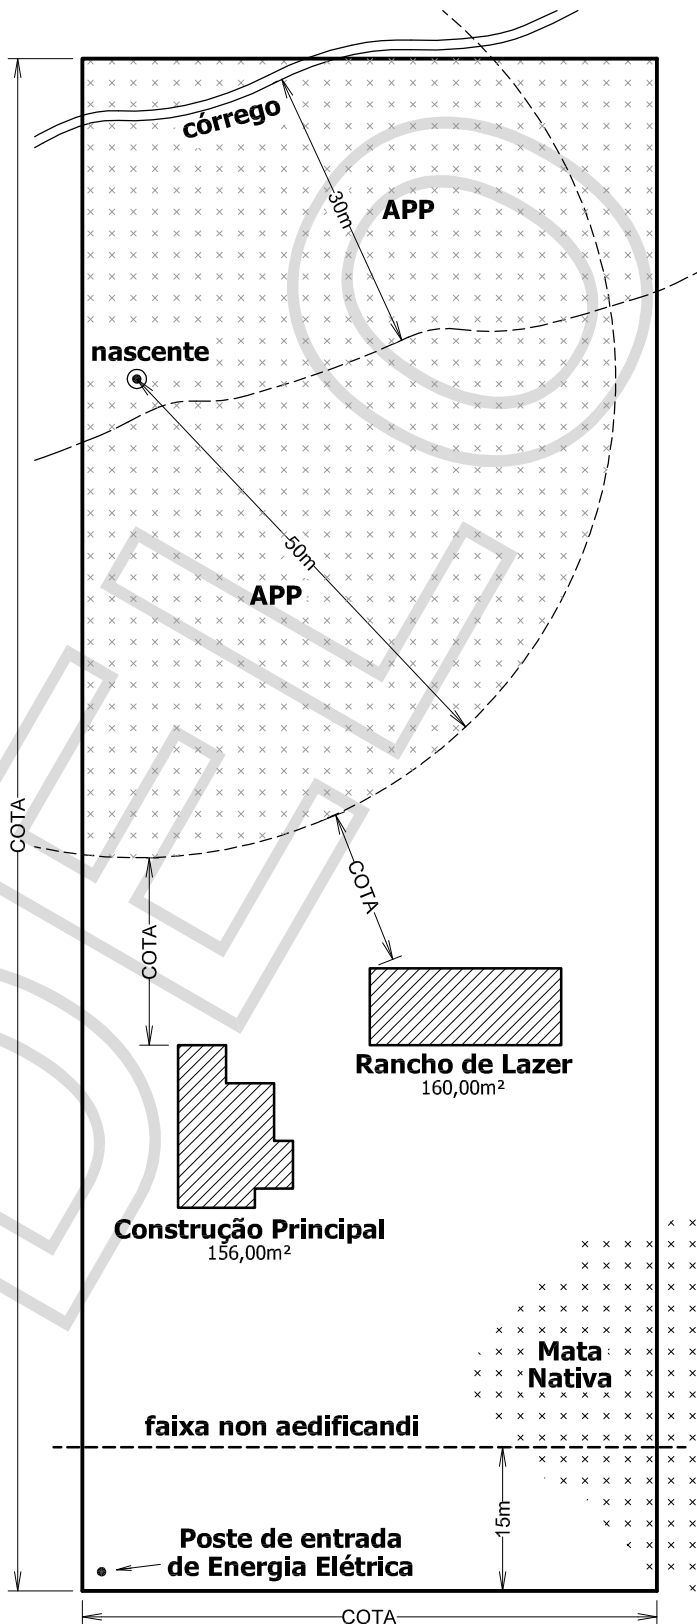 córrego
30m
APP
nascente
50m
APP
COTA
COTA
COTA
Rancho de Lazer
160,00m²
Construção Principal
156,00m²
Mata
Nativa
faixa non aedificandi
15m
Poste de entrada
de Energia Elétrica
COTA
MODELO